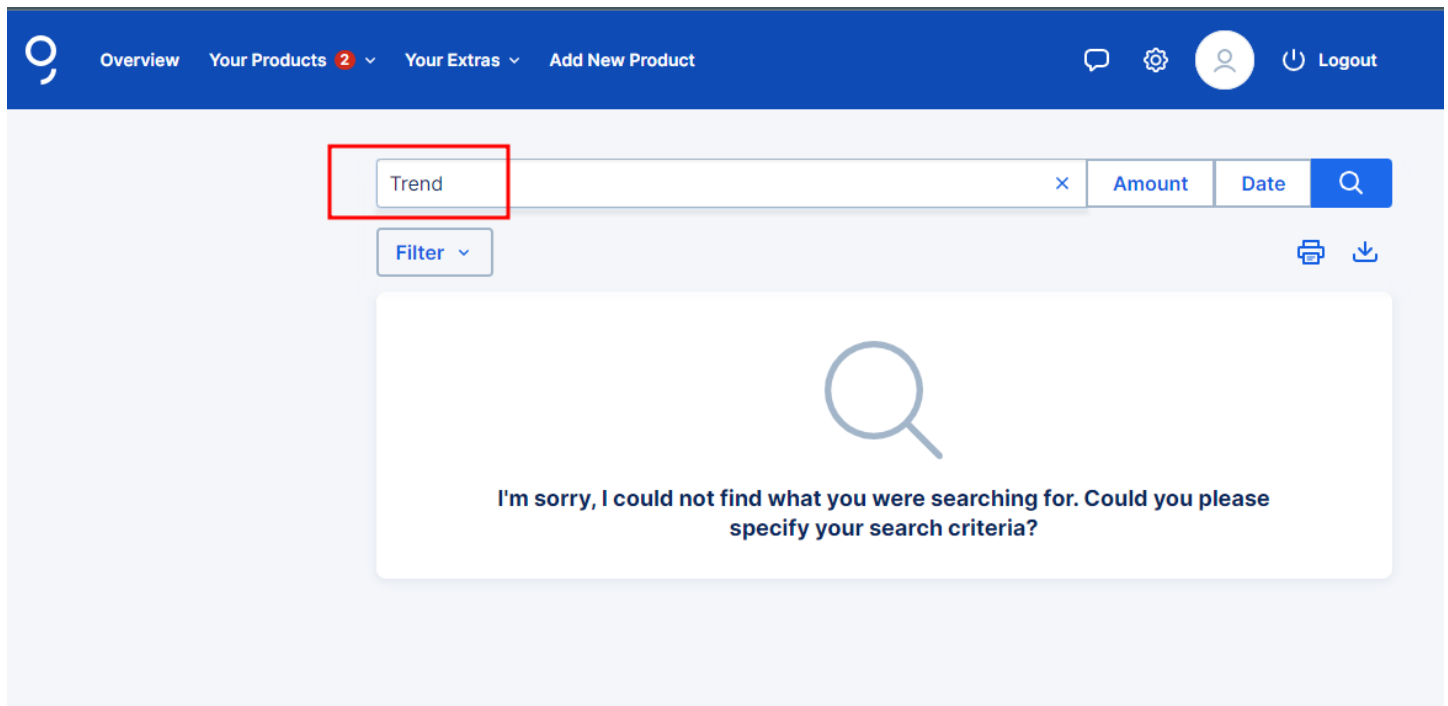 Overview Your Products 2 Your Extras Add New Product Logout
Trend Amount Date
Filter
I'm sorry, I could not find what you were searching for. Could you please
specify your search criteria?